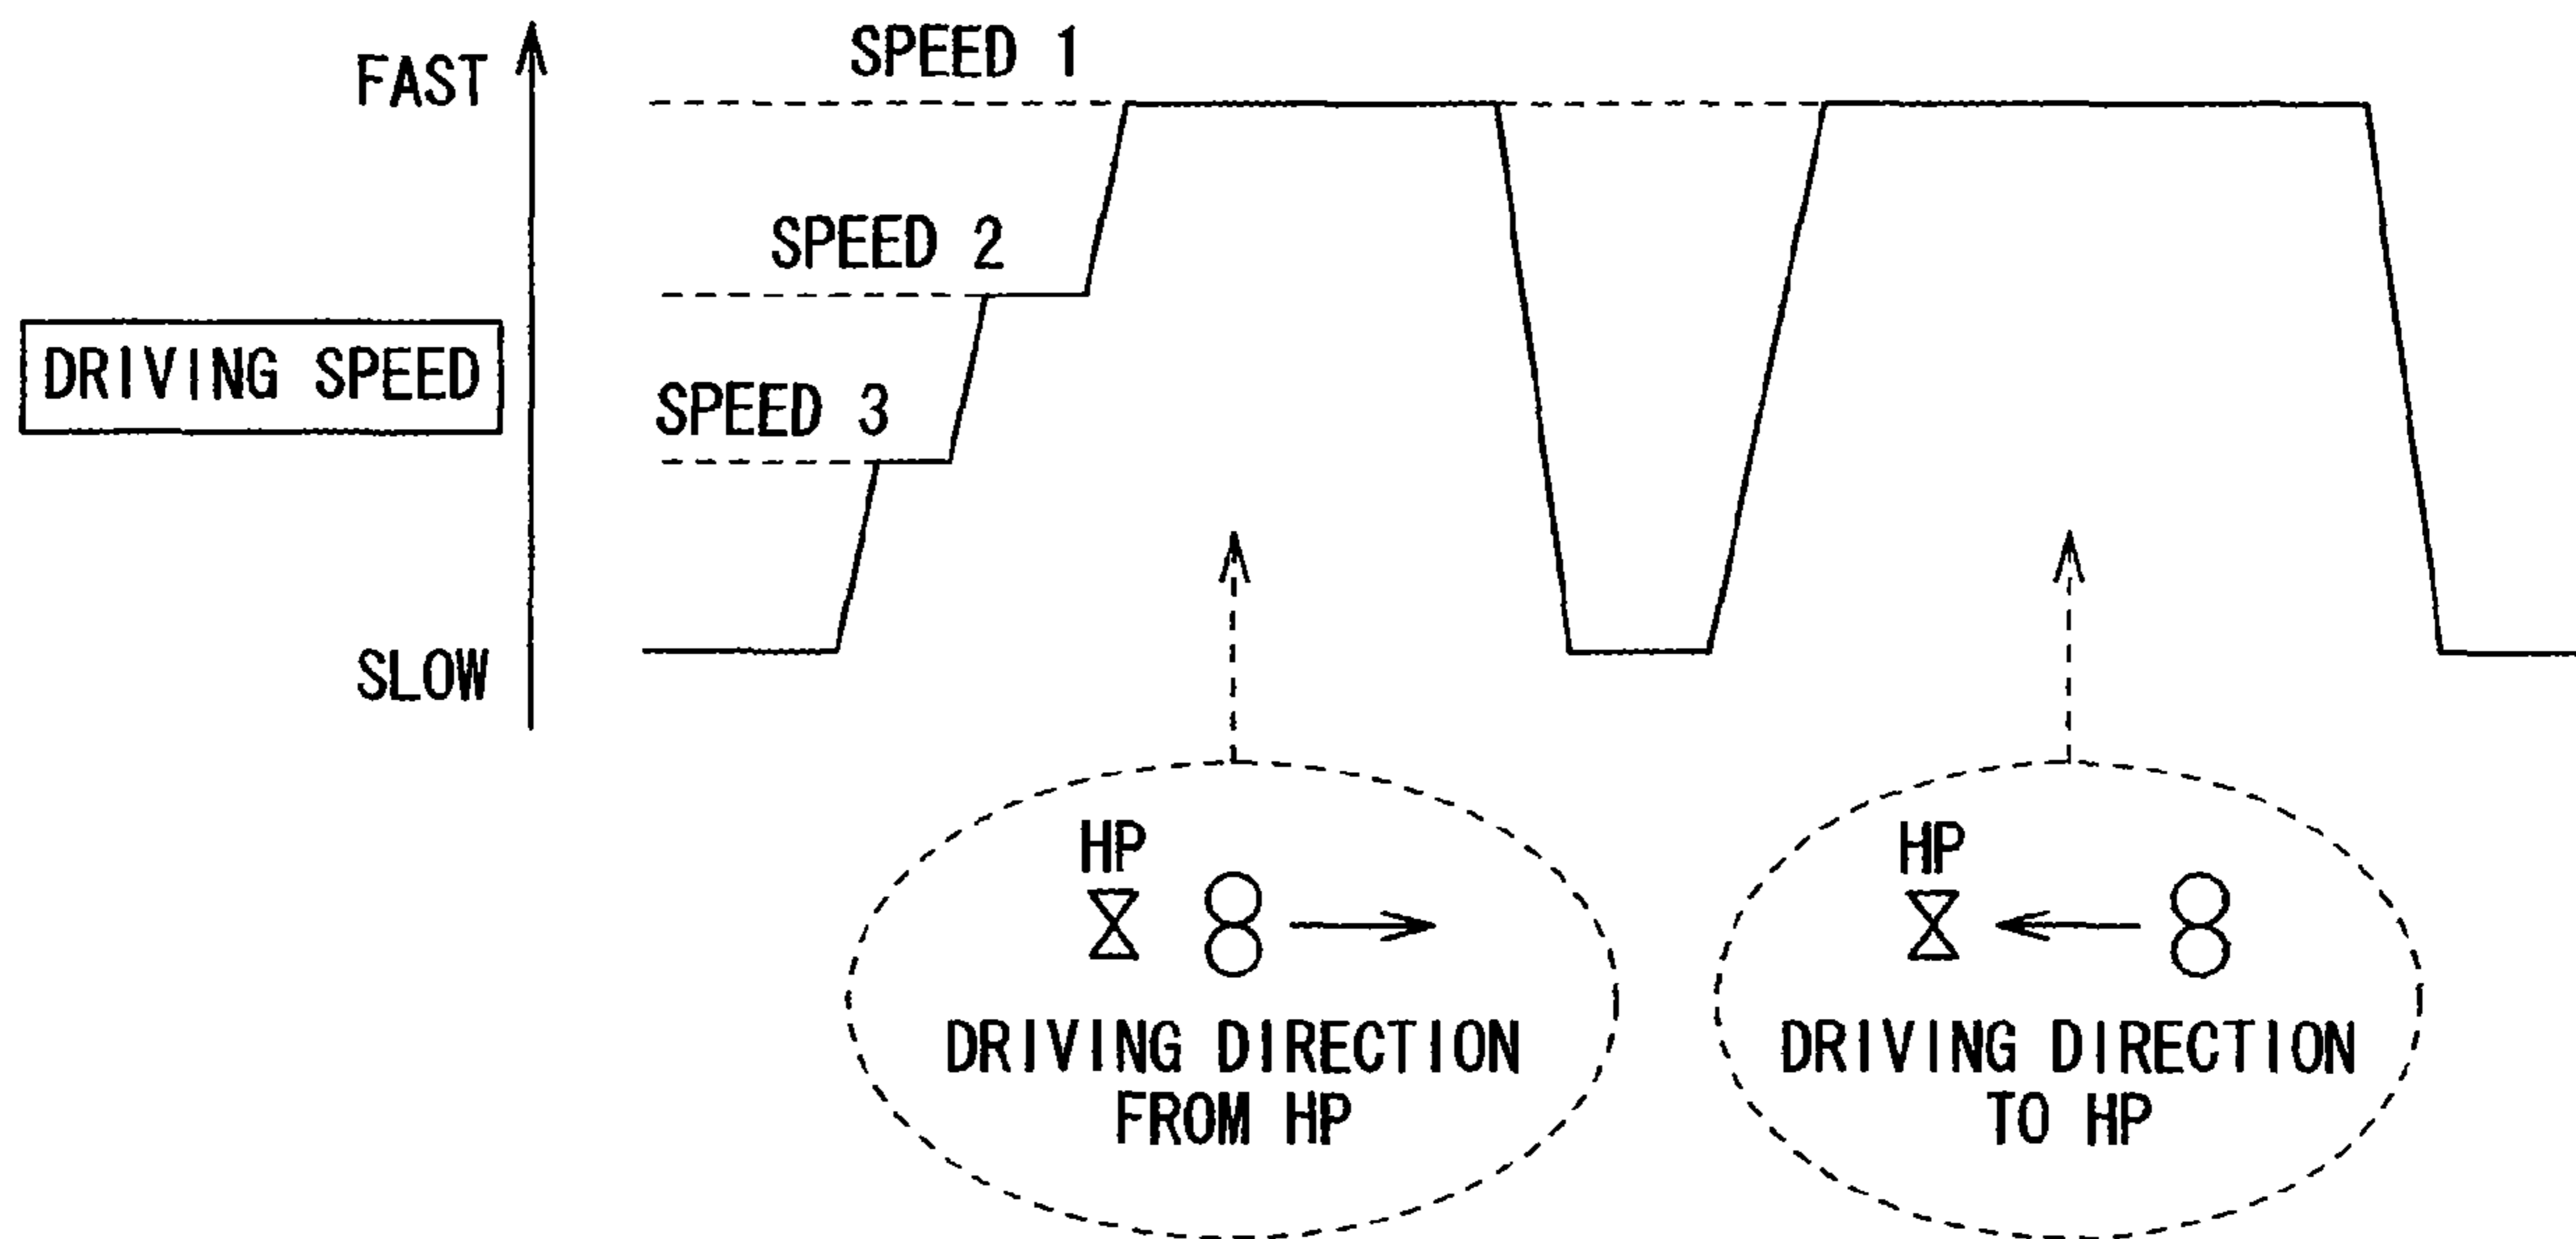 FAST
SPEED 1
SPEED 2
DRIVING SPEED
SPEED 3
SLOW
HP
DRIVING DIRECTION
FROM HP
HP
DRIVING DIRECTION
TO HP